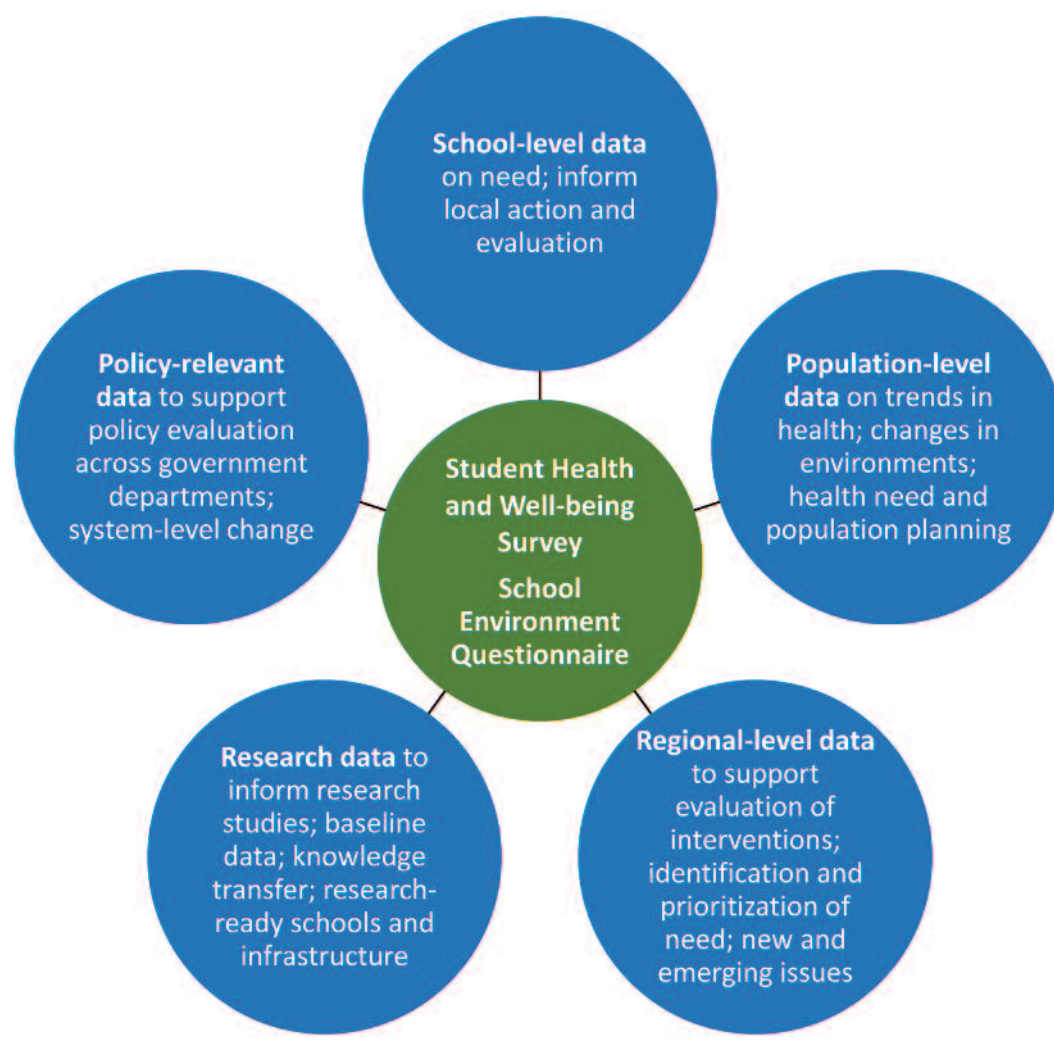 School-level data
on need; inform
local action and
evaluation
Policy-relevant
data to support
policy evaluation
across government
departments;
system-level change
Population-level
data on trends in
health; changes in
environments;
health need and
population planning
Student Health
and Well-being
Survey
School
Environment
Questionnaire
Research data to
inform research
studies; baseline
data; knowledge
transfer; research-
ready schools and
infrastructure
Regional-level data
to support
evaluation of
interventions;
identification and
prioritization of
need; new and
emerging issues